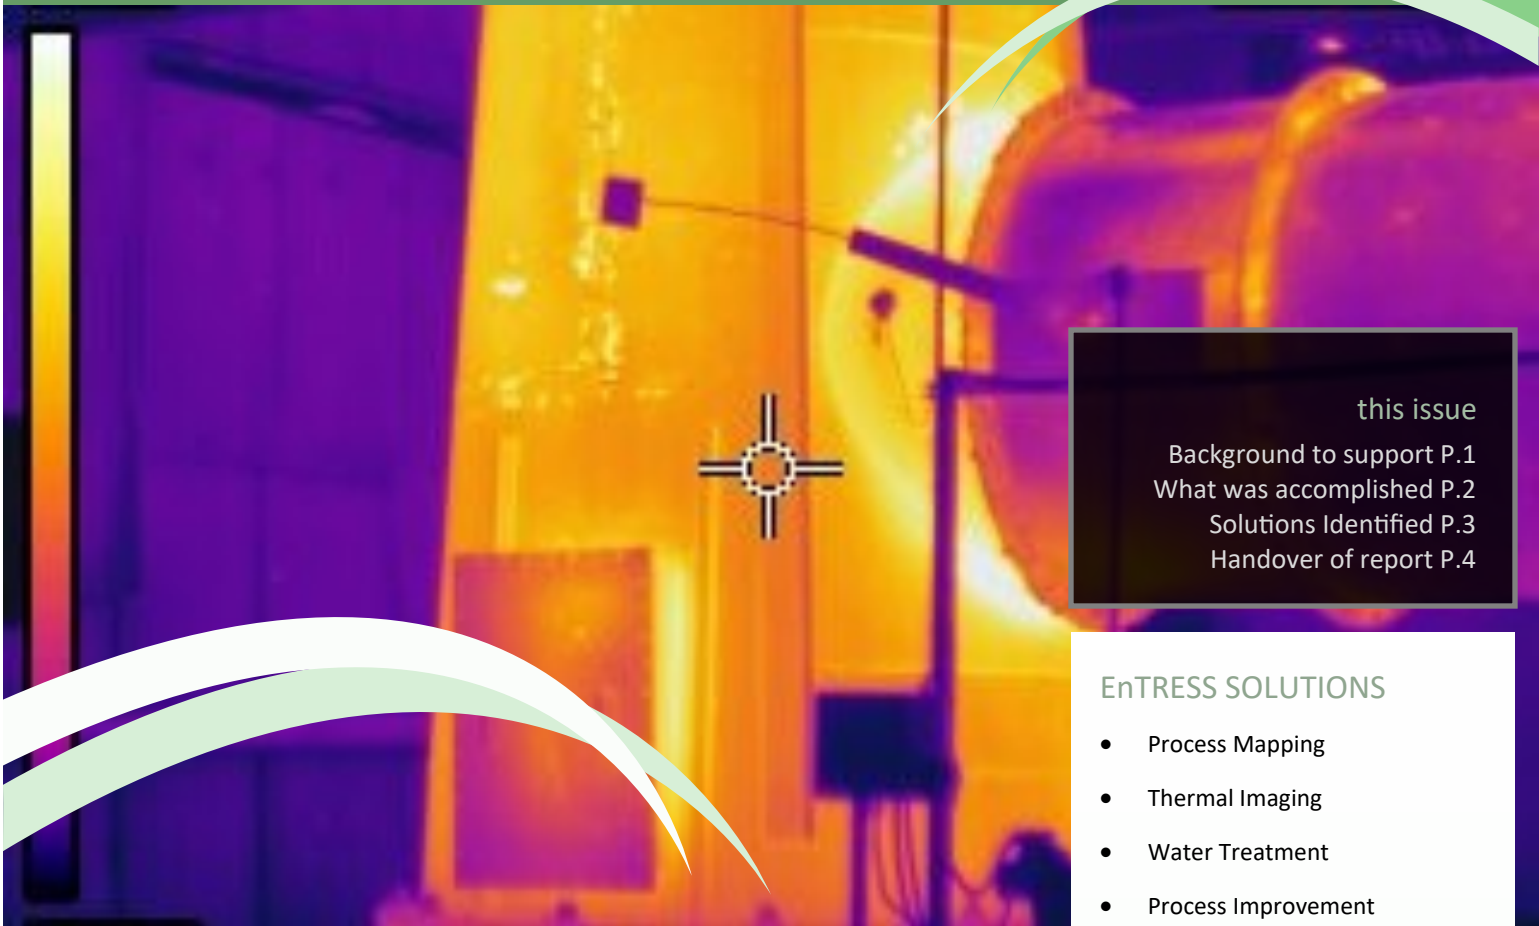 this issue
Background to support P.1
What was accomplished P.2
Solutions Identified P.3
Handover of report P.4
EnTRESS SOLUTIONS
• Process Mapping
• Thermal Imaging
• Water Treatment
• Process Improvement